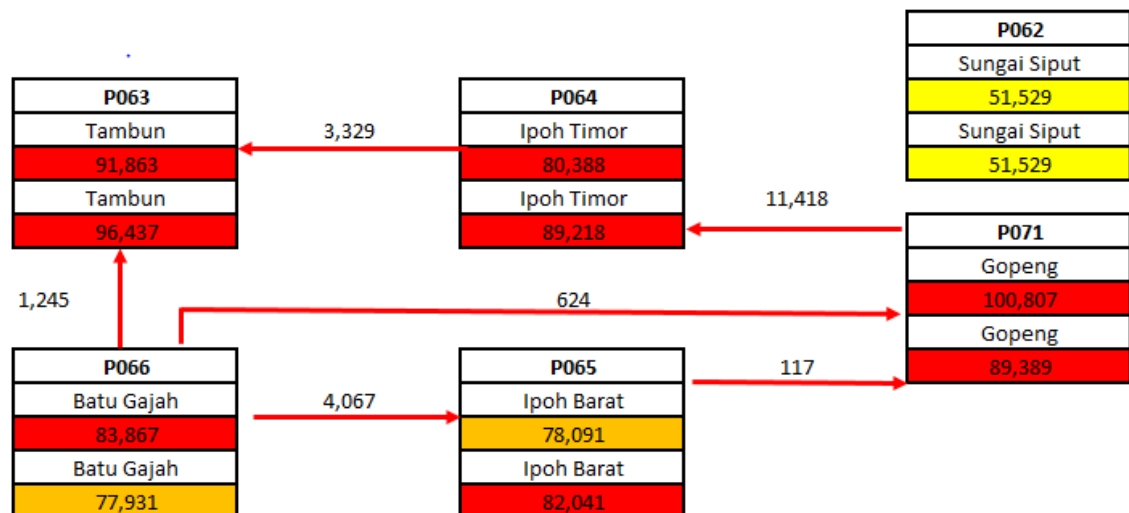 P062
Sungai Siput
51,529
Sungai Siput
51,529
P063
Tambun
91,863
Tambun
96,437
3,329
P064
Ipoh Timor
80,388
Ipoh Timor
89,218
11,418
P071
Gopeng
100,807
Gopeng
89,389
1,245
624
P066
Batu Gajah
83,867
Batu Gajah
77,931
4,067
P065
Ipoh Barat
78,091
Ipoh Barat
82,041
117